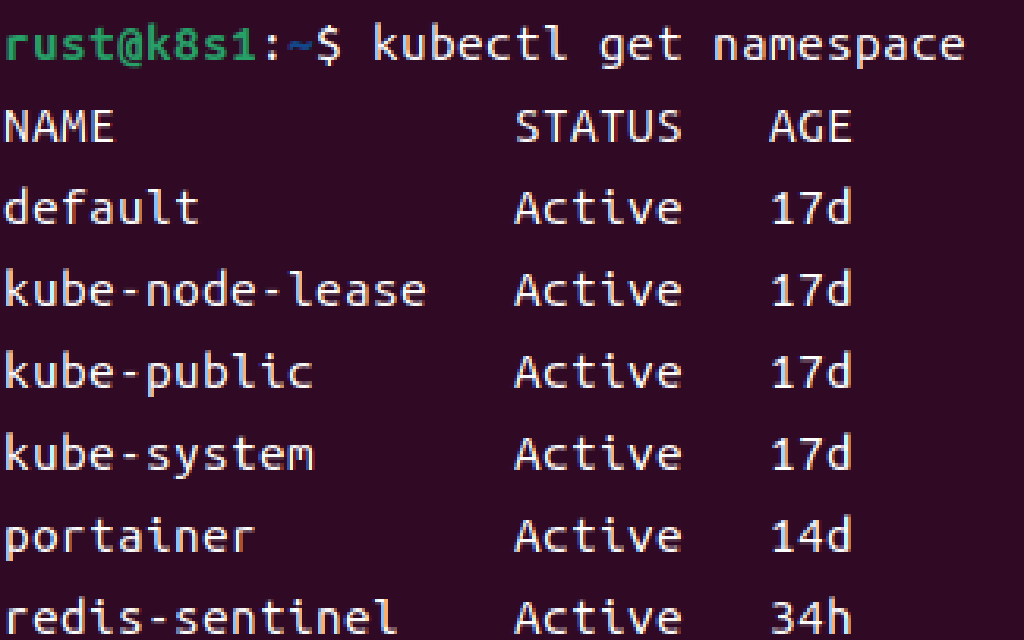 rust@k8s1:~$ kubectl get namespace
NAME STATUS AGE
default Active 17d
kube-node-lease Active 17d
kube-public Active 17d
kube-system Active 17d
portainer Active 14d
redis-sentinel Active 34h